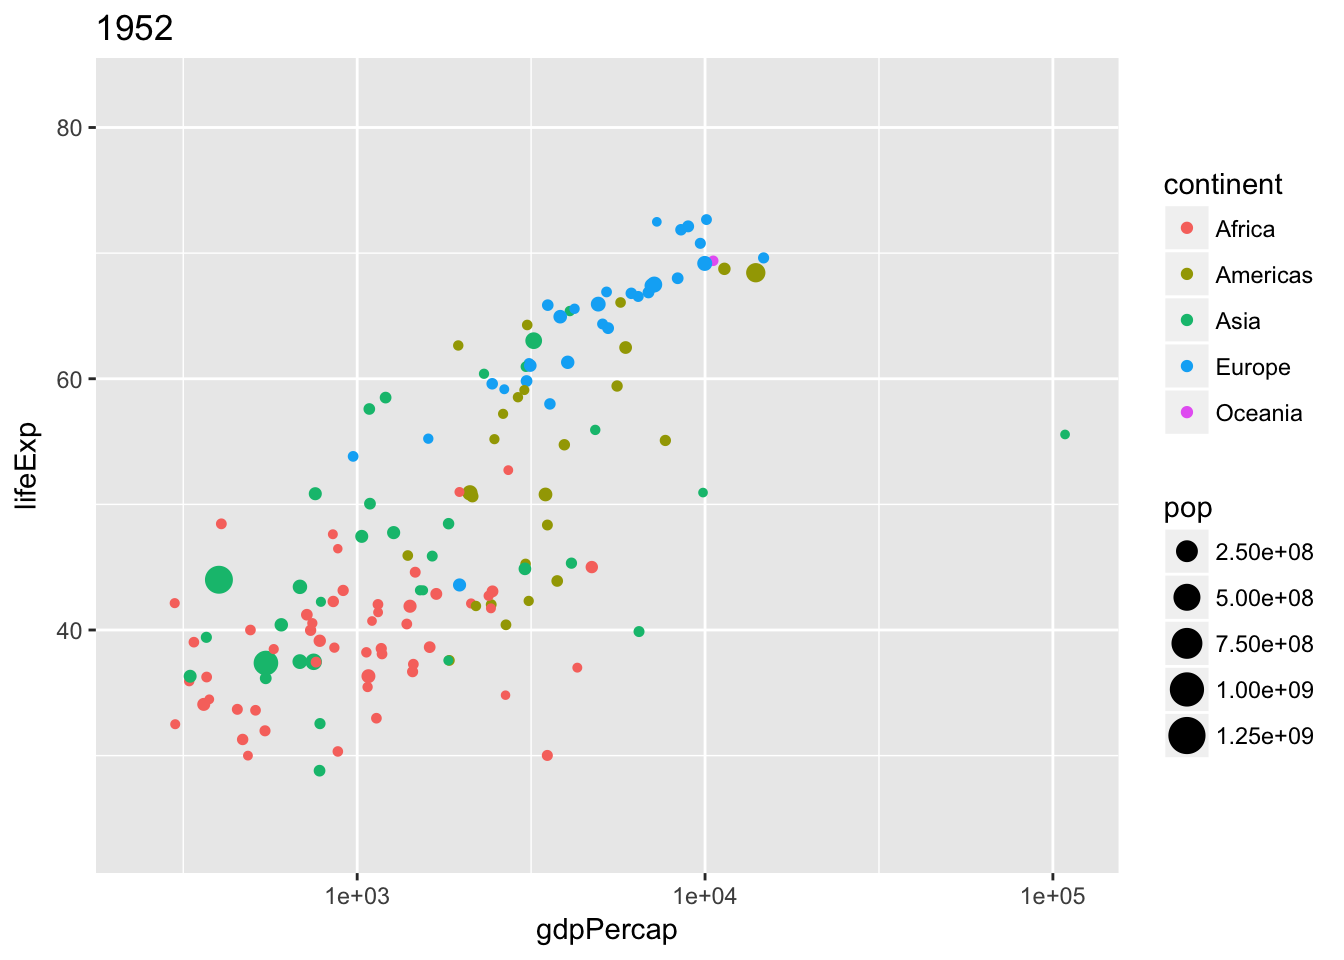 1952
80
60
40
lifeExp
1e+03
1e+04
1e+05
gdpPercap
continent
Africa
Americas
Asia
Europe
Oceania
pop
2.50e+08
5.00e+08
7.50e+08
1.00e+09
1.25e+09